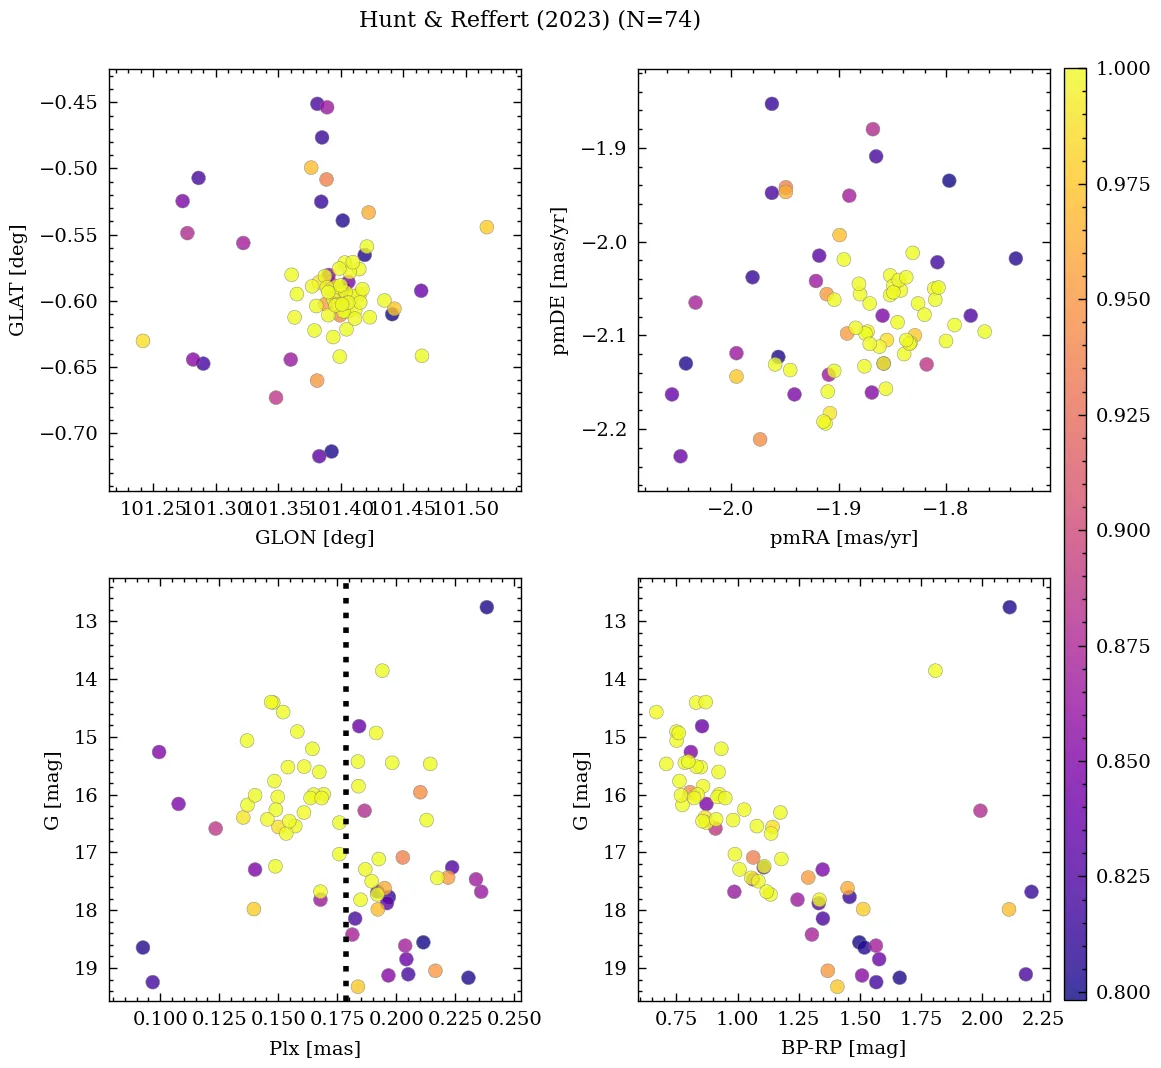 Hunt & Reffert (2023) (N=74)
−0.45
−0.50
−0.55
−0.60
−0.65
−0.70
GLAT [deg]
101.25 101.30 101.35 101.40 101.45 101.50
GLON [deg]
−1.9
−2.0
−2.1
−2.2
pmDE [mas/yr]
−2.0 −1.9 −1.8
pmRA [mas/yr]
13
14
15
16
17
18
19
G [mag]
0.100 0.125 0.150 0.175 0.200 0.225 0.250
Plx [mas]
13
14
15
16
17
18
19
G [mag]
0.75 1.00 1.25 1.50 1.75 2.00 2.25
BP-RP [mag]
1.000
0.975
0.950
0.925
0.900
0.875
0.850
0.825
0.800